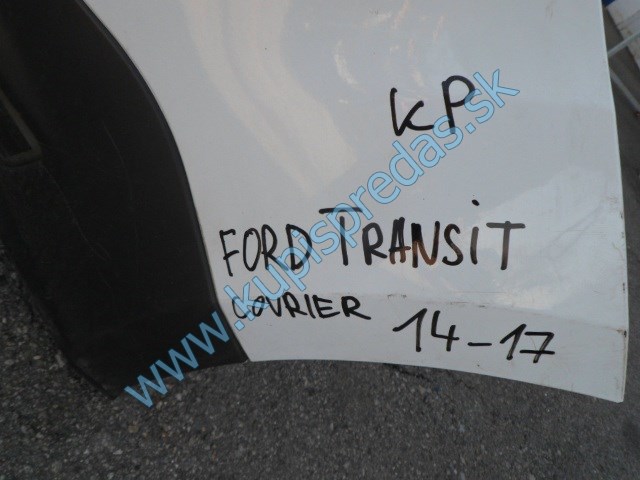 KP
FORD TRANSIT
COURIER 14-17
www.kupispredas.sk